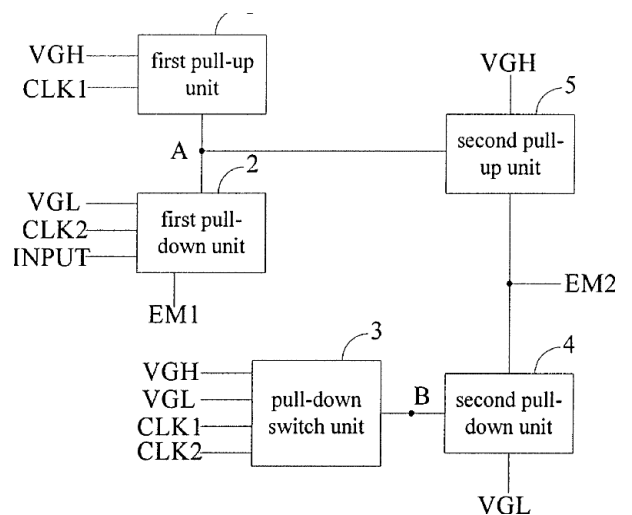 VGH
CLK1
first pull-up
unit
VGH
5
second pull-
up unit
A
2
VGL
CLK2
INPUT
first pull-
down unit
EM1
EM2
3
VGH
VGL
CLK1
CLK2
pull-down
switch unit
B
4
second pull-
down unit
VGL